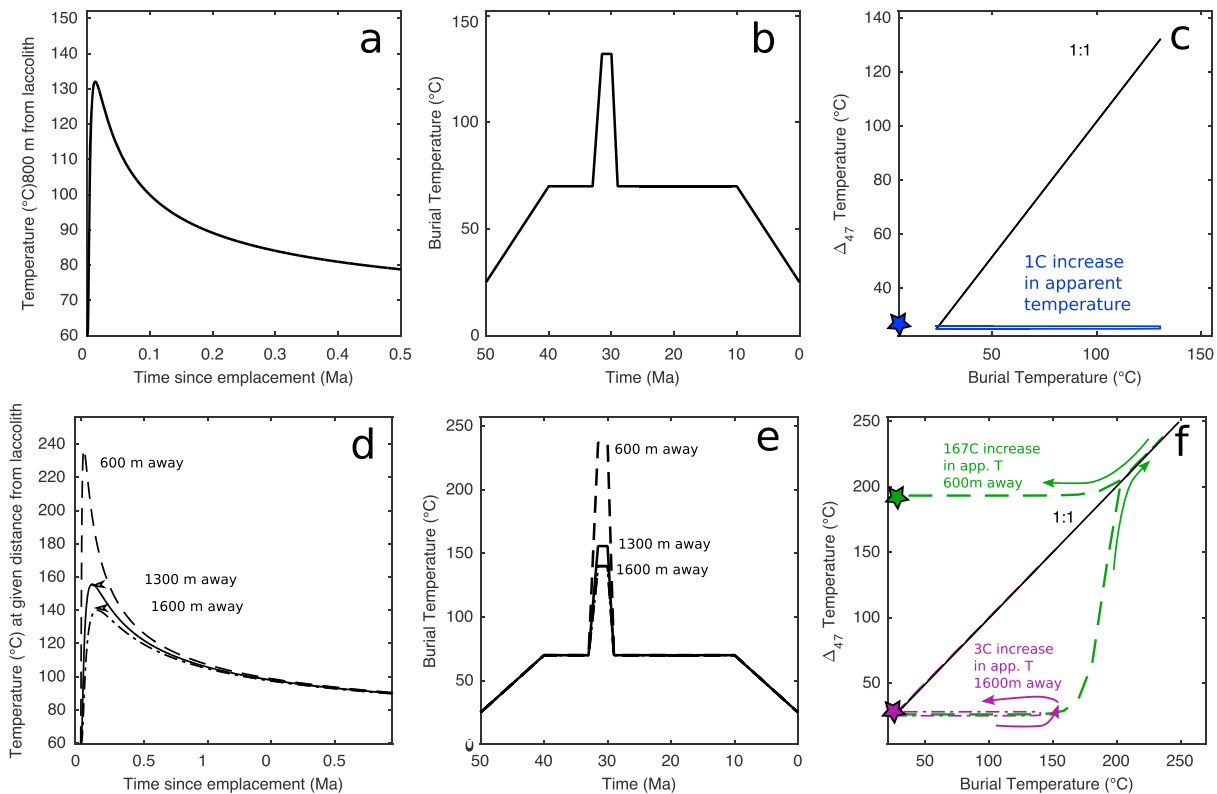 a
Temperature (°C)800 m from laccolith
150
140
130
120
110
100
90
80
70
60
0
0.1
0.2
0.3
0.4
0.5
Time since emplacement (Ma)
b
Burial Temperature (°C)
150
100
50
0
50
40
30
20
10
0
Time (Ma)
c
Δ47 Temperature (°C)
140
120
100
80
60
40
1:1
1C increase
in apparent
temperature
50
100
150
Burial Temperature (°C)
d
Temperature (°C) at given distance from laccolith
240
220
200
180
160
140
120
100
80
60
600 m away
1300 m away
1600 m away
0
0.5
1
0
0.5
Time since emplacement (Ma)
e
Burial Temperature (°C)
250
200
150
100
50
0
600 m away
1300 m away
1600 m away
50
40
30
20
10
0
Time (Ma)
f
Δ47 Temperature (°C)
250
200
150
100
50
167C increase
in app. T
600m away
1:1
3C increase
in app. T
1600m away
50
100
150
200
250
Burial Temperature (°C)